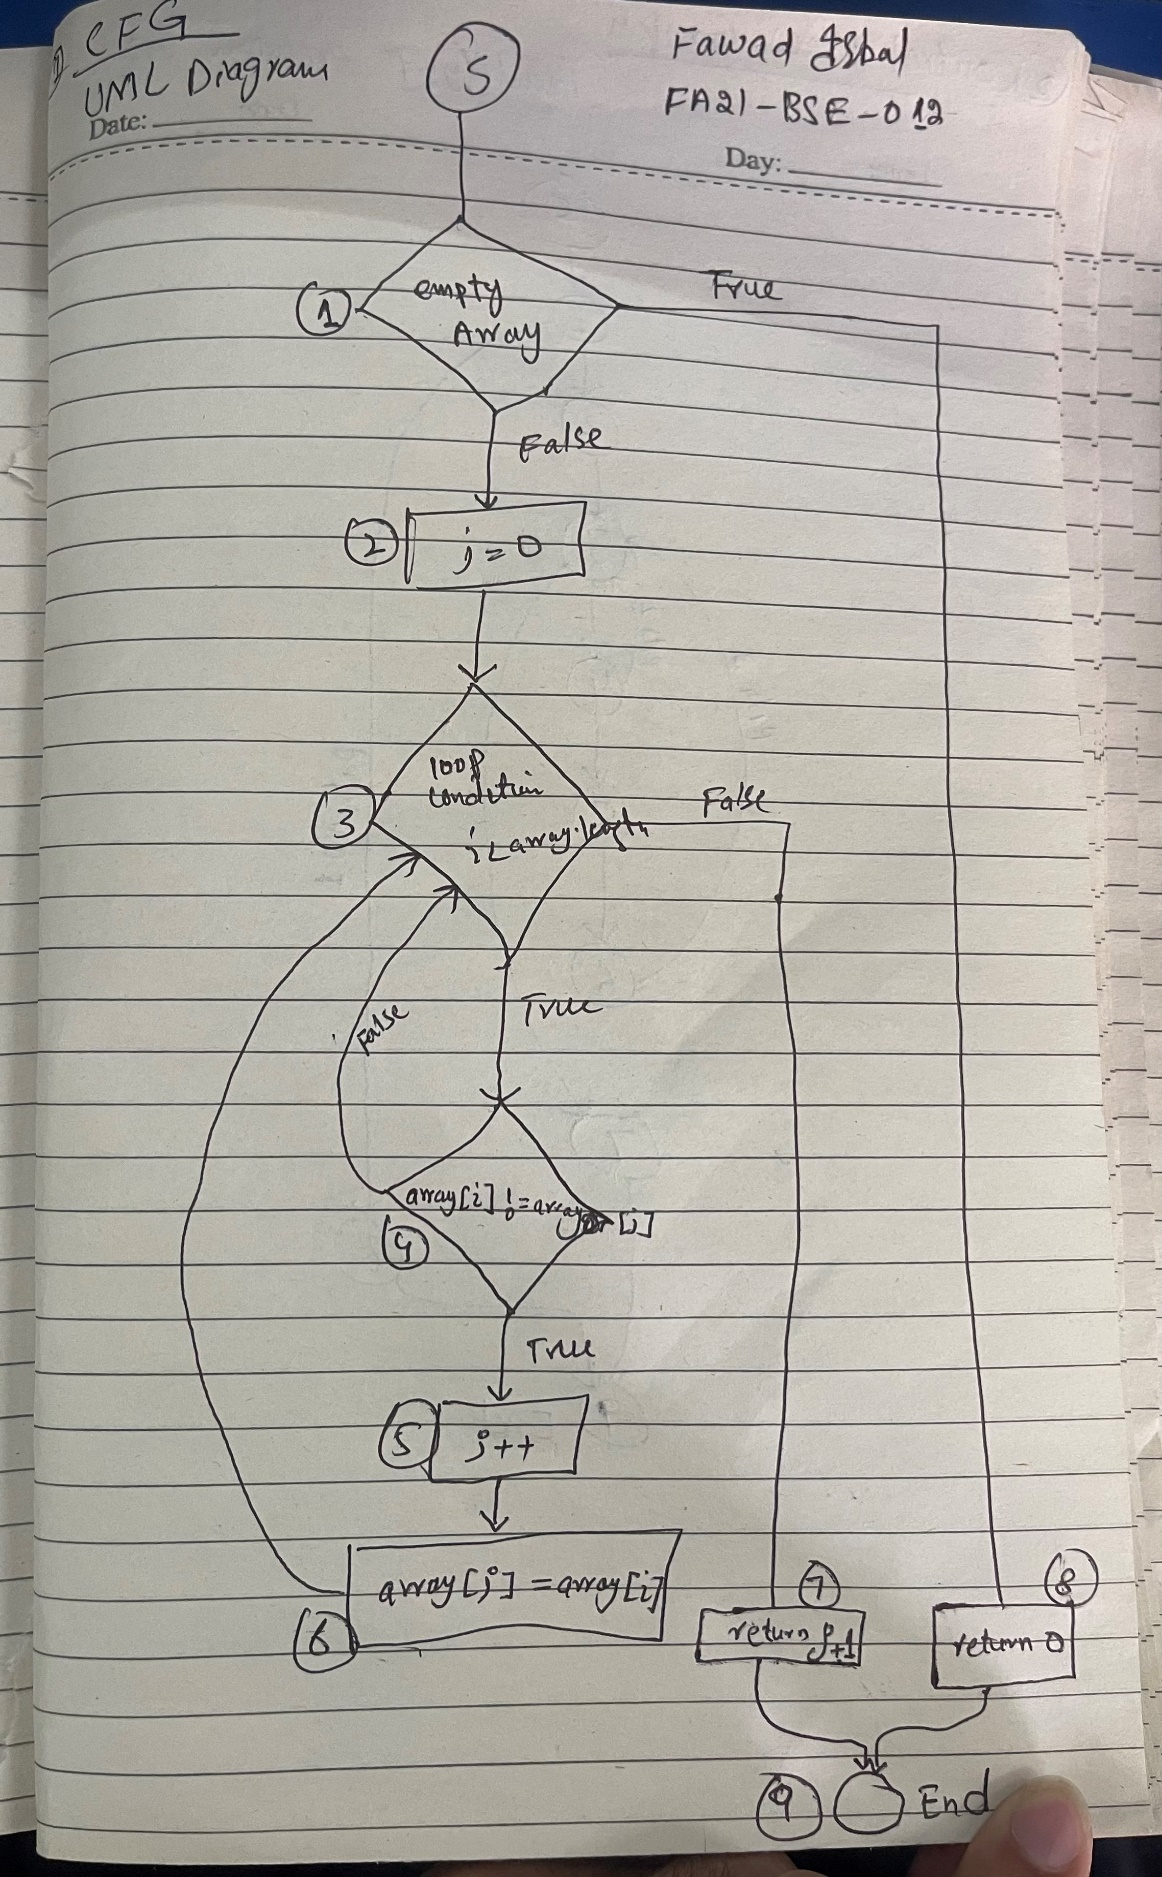 1) CFG
UML Diagram
Date:
S
Fawad Iqbal
FA21-BSE-012
Day:
1
empty
Array
True
False
2
j = 0
3
loop
condition
i < array.length
False
True
False
array[i] != array [j]
4
True
5
j++
array[j] = array[i]
6
7
return j+1
8
return 0
9
End